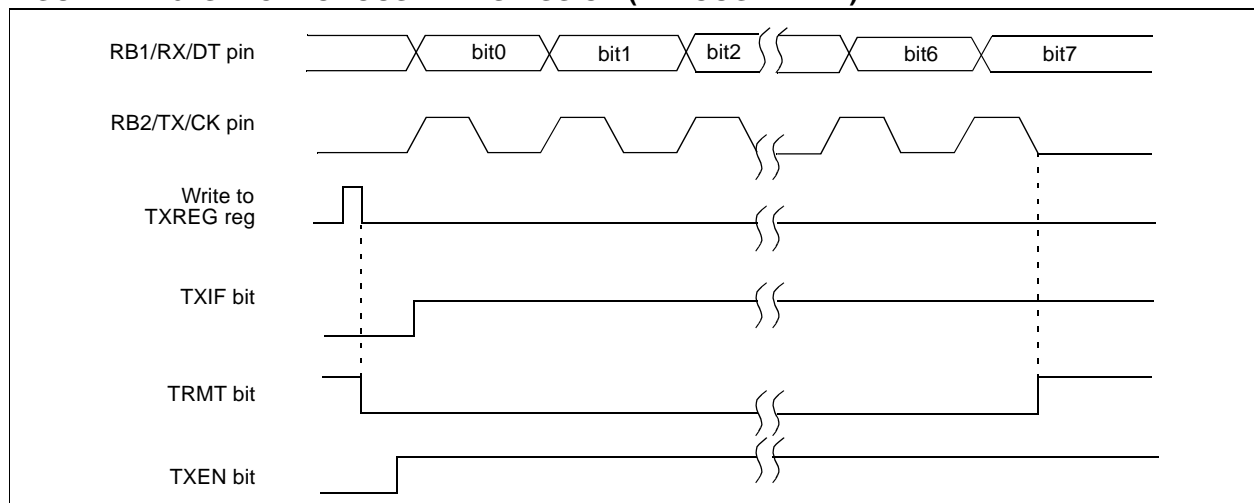 RB1/RX/DT pin
bit0 bit1 bit2 bit6 bit7
RB2/TX/CK pin
Write to
TXREG reg
TXIF bit
TRMT bit
TXEN bit